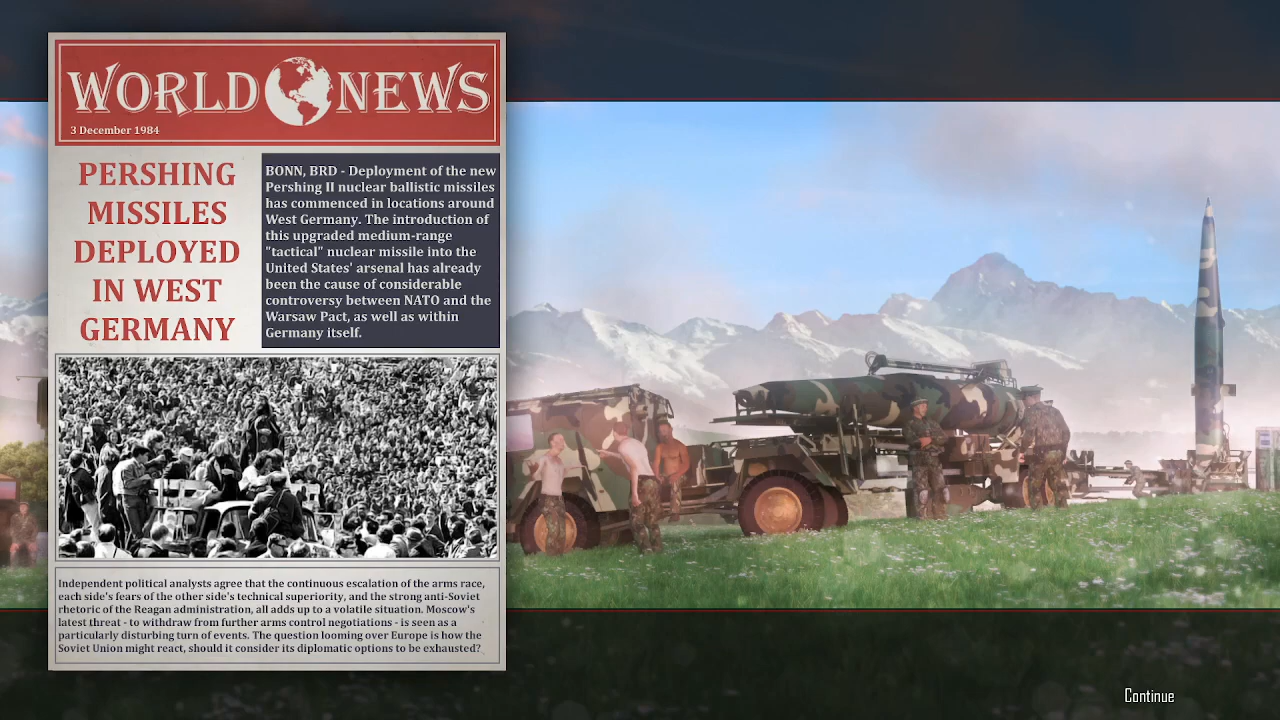 WORLD NEWS
3 December 1984
PERSHING
MISSILES
DEPLOYED
IN WEST
GERMANY
BONN, BRD - Deployment of the new
Pershing II nuclear ballistic missiles
has commenced in locations around
West Germany. The introduction of
this upgraded medium-range
"tactical" nuclear missile into the
United States' arsenal has already
been the cause of considerable
controversy between NATO and the
Warsaw Pact, as well as within
Germany itself.
Independent political analysts agree that the continuous escalation of the arms race,
each side's fears of the other side's technical superiority, and the strong anti-Soviet
rhetoric of the Reagan administration, all adds up to a volatile situation. Moscow's
latest threat - to withdraw from further arms control negotiations - is seen as a
particularly disturbing turn of events. The question looming over Europe is how the
Soviet Union might react, should it consider its diplomatic options to be exhausted?
Continue